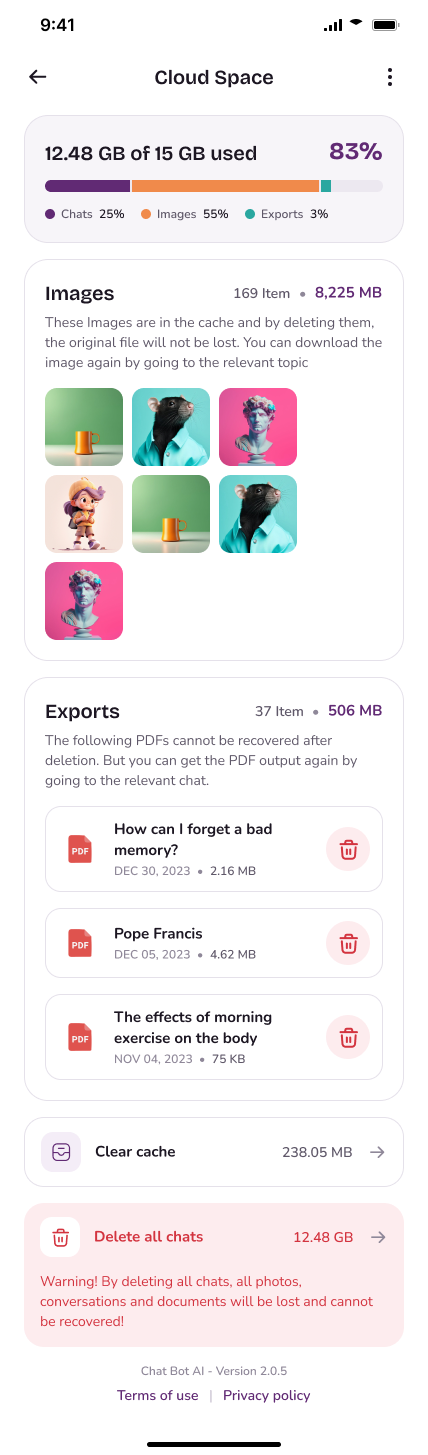 9:41
Cloud Space
12.48 GB of 15 GB used 83%
Chats 25% Images 55% Exports 3%
Images 169 Item • 8,225 MB
These Images are in the cache and by deleting them,
the original file will not be lost. You can download the
image again by going to the relevant topic
Exports 37 Item • 506 MB
The following PDFs cannot be recovered after
deletion. But you can get the PDF output again by
going to the relevant chat.
How can I forget a bad
memory?
PDF
DEC 30, 2023 • 2.16 MB
Pope Francis
PDF
DEC 05, 2023 • 4.62 MB
The effects of morning
exercise on the body
PDF
NOV 04, 2023 • 75 KB
Clear cache 238.05 MB
Delete all chats 12.48 GB
Warning! By deleting all chats, all photos,
conversations and documents will be lost and cannot
be recovered!
Chat Bot AI - Version 2.0.5
Terms of use | Privacy policy